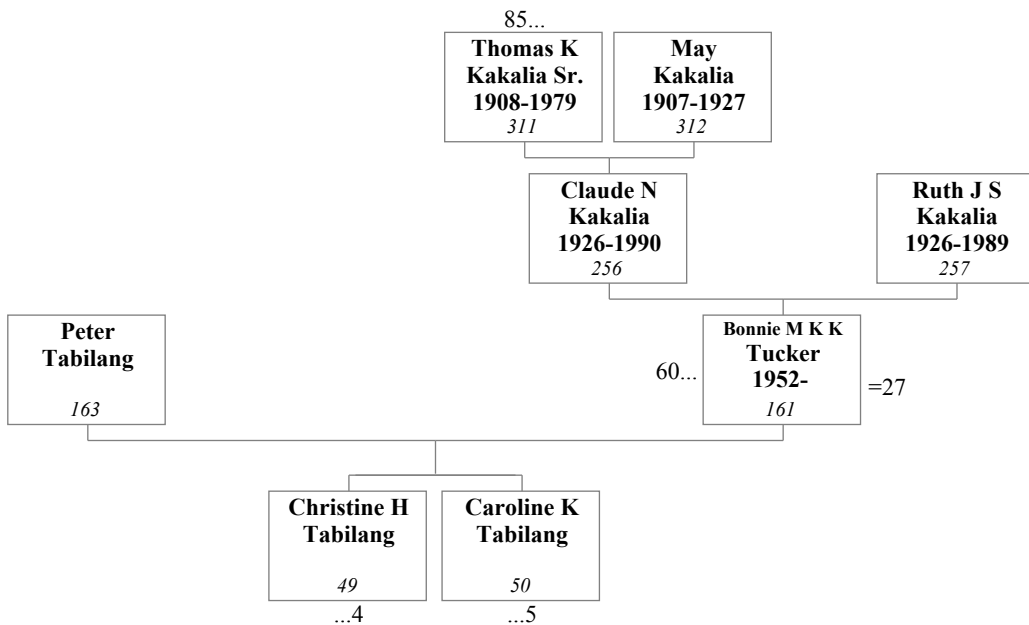 85...
Thomas K
Kakalia Sr.
1908-1979
311
May
Kakalia
1907-1927
312
Claude N
Kakalia
1926-1990
256
Ruth J S
Kakalia
1926-1989
257
Peter
Tabilang
163
60...
Bonnie M K K
Tucker
1952-
161
=27
Christine H
Tabilang
49
...4
Caroline K
Tabilang
50
...5